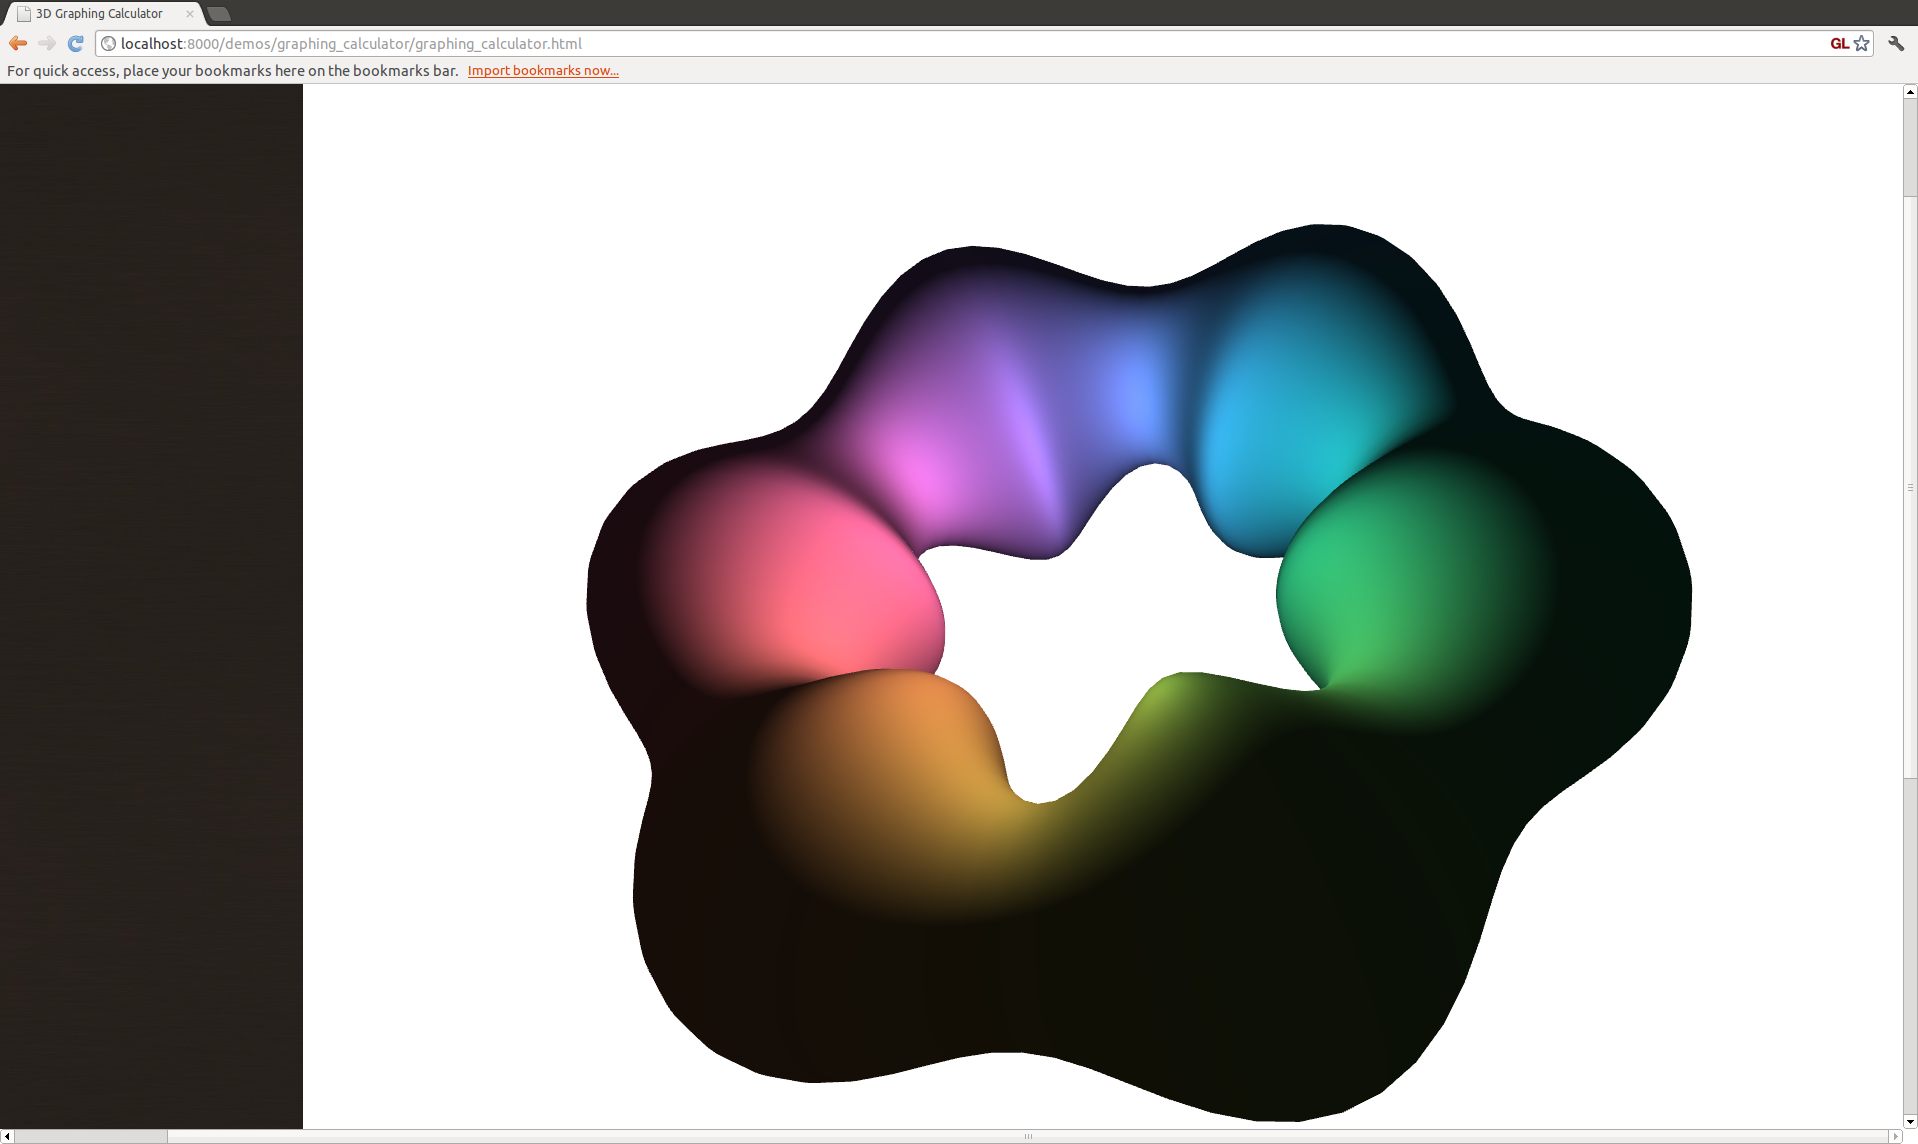 3D Graphing Calculator
localhost:8000/demos/graphing_calculator/graphing_calculator.html
GL
For quick access, place your bookmarks here on the bookmarks bar. Import bookmarks now...